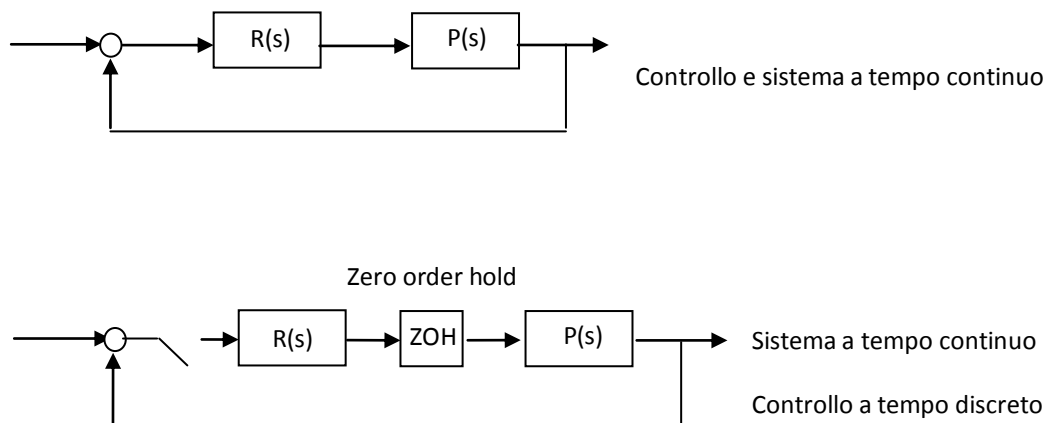 R(s)
P(s)
Controllo e sistema a tempo continuo
Zero order hold
R(s)
ZOH
P(s)
Sistema a tempo continuo
Controllo a tempo discreto